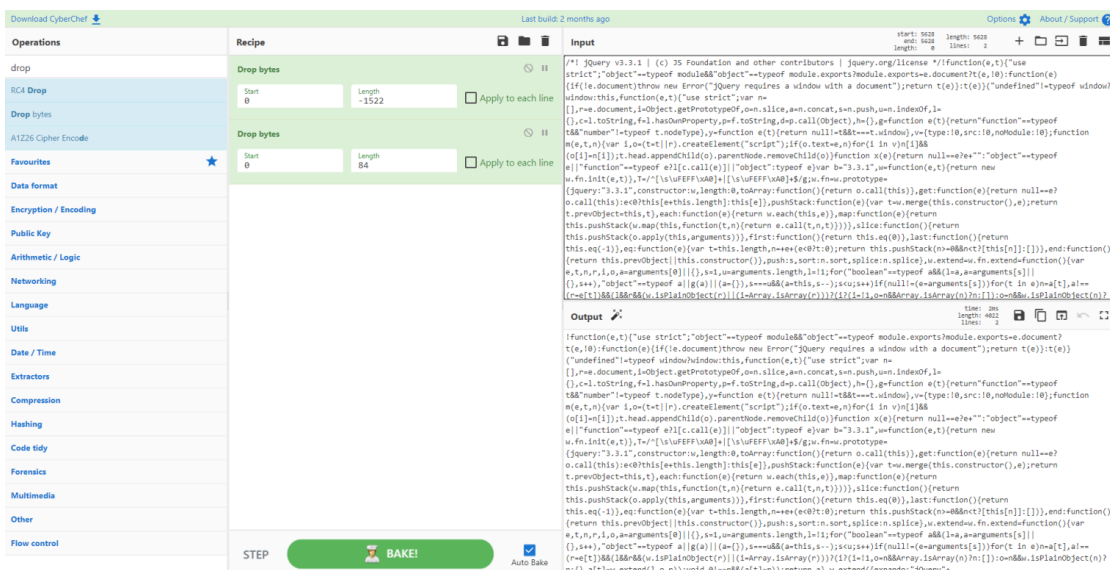 Download CyberChef
Last build: 2 months ago
Options
About / Support
Operations
drop
RC4 Drop
Drop bytes
A1Z26 Cipher Encode
Favourites
Data format
Encryption / Encoding
Public Key
Arithmetic / Logic
Networking
Language
Utils
Date / Time
Extractors
Compression
Hashing
Code tidy
Forensics
Multimedia
Other
Flow control
Recipe
Drop bytes
Start
0
Length
-1522
Apply to each line
Drop bytes
Start
0
Length
84
Apply to each line
STEP
BAKE!
Auto Bake
Input
start: 5628
end: 5628
length: 0
length: 5628
lines: 2
/*! jQuery v3.3.1 | (c) JS Foundation and other contributors | jquery.org/license */!function(e,t){"use
strict";"object"==typeof module&&"object"==typeof module.exports?module.exports=e.document?t(e,!0):function(e)
{if(!e.document)throw new Error("jQuery requires a window with a document");return t(e)}:t(e)}("undefined"!=typeof window?
window:this,function(e,t){"use strict";var n=
[],r=e.document,i=Object.getPrototypeOf,o=n.slice,a=n.concat,s=n.push,u=n.indexOf,l=
{},c=l.toString,f=l.hasOwnProperty,p=f.toString,d=p.call(Object),h={},g=function e(t){return"function"==typeof
t&&"number"!=typeof t.nodeType},y=function e(t){return null!=t&&t===t.window},v={type:!0,src:!0,noModule:!0};function
m(e,t,n){var i,o=(t=t||r).createElement("script");if(o.text=e,n)for(i in v)n[i]&&
(o[i]=n[i]);t.head.appendChild(o).parentNode.removeChild(o)}function x(e){return null==e?e+"":"object"==typeof
e||"function"==typeof e?l[c.call(e)]||"object":typeof e}var b="3.3.1",w=function(e,t){return new
w.fn.init(e,t)},T=/^[\s\uFEFF\xA0]+|[\s\uFEFF\xA0]+$/g;w.fn=w.prototype=
{jquery:"3.3.1",constructor:w,length:0,toArray:function(){return o.call(this)},get:function(e){return null==e?
o.call(this):e<0?this[e+this.length]:this[e]},pushStack:function(e){var t=w.merge(this.constructor(),e);return
t.prevObject=this,t},each:function(e){return w.each(this,e)},map:function(e){return
this.pushStack(w.map(this,function(t,n){return e.call(t,n,t)}))},slice:function(){return
this.pushStack(o.apply(this,arguments))},first:function(){return this.eq(0)},last:function(){return
this.eq(-1)},eq:function(e){var t=this.length,n=+e+(e<0?t:0);return this.pushStack(n>=0&&n<t?[this[n]]:[])},end:function()
{return this.prevObject||this.constructor()},push:s,sort:n.sort,splice:n.splice},w.extend=w.fn.extend=function(){var
e,t,n,r,i,o,a=arguments[0]||{},s=1,u=arguments.length,l=!1;for("boolean"==typeof a&&(l=a,a=arguments[s]||
{},s++),"object"==typeof a||g(a)||(a={}),s===u&&(a=this,s--);s<u;s++)if(null!=(e=arguments[s]))for(t in e)n=a[t],a!==
(r=e[t])&&(l&&r&&(w.isPlainObject(r)||(i=Array.isArray(r)))?(i?(i=!1,o=n&&Array.isArray(n)?n:[]):o=n&&w.isPlainObject(n)?
Output
time: 2ms
length: 4022
lines: 2
!function(e,t){"use strict";"object"==typeof module&&"object"==typeof module.exports?module.exports=e.document?
t(e,!0):function(e){if(!e.document)throw new Error("jQuery requires a window with a document");return t(e)}:t(e)}
("undefined"!=typeof window?window:this,function(e,t){"use strict";var n=
[],r=e.document,i=Object.getPrototypeOf,o=n.slice,a=n.concat,s=n.push,u=n.indexOf,l=
{},c=l.toString,f=l.hasOwnProperty,p=f.toString,d=p.call(Object),h={},g=function e(t){return"function"==typeof
t&&"number"!=typeof t.nodeType},y=function e(t){return null!=t&&t===t.window},v={type:!0,src:!0,noModule:!0};function
m(e,t,n){var i,o=(t=t||r).createElement("script");if(o.text=e,n)for(i in v)n[i]&&
(o[i]=n[i]);t.head.appendChild(o).parentNode.removeChild(o)}function x(e){return null==e?e+"":"object"==typeof
e||"function"==typeof e?l[c.call(e)]||"object":typeof e}var b="3.3.1",w=function(e,t){return new
w.fn.init(e,t)},T=/^[\s\uFEFF\xA0]+|[\s\uFEFF\xA0]+$/g;w.fn=w.prototype=
{jquery:"3.3.1",constructor:w,length:0,toArray:function(){return o.call(this)},get:function(e){return null==e?
o.call(this):e<0?this[e+this.length]:this[e]},pushStack:function(e){var t=w.merge(this.constructor(),e);return
t.prevObject=this,t},each:function(e){return w.each(this,e)},map:function(e){return
this.pushStack(w.map(this,function(t,n){return e.call(t,n,t)}))},slice:function(){return
this.pushStack(o.apply(this,arguments))},first:function(){return this.eq(0)},last:function(){return
this.eq(-1)},eq:function(e){var t=this.length,n=+e+(e<0?t:0);return this.pushStack(n>=0&&n<t?[this[n]]:[])},end:function()
{return this.prevObject||this.constructor()},push:s,sort:n.sort,splice:n.splice},w.extend=w.fn.extend=function(){var
e,t,n,r,i,o,a=arguments[0]||{},s=1,u=arguments.length,l=!1;for("boolean"==typeof a&&(l=a,a=arguments[s]||
{},s++),"object"==typeof a||g(a)||(a={}),s===u&&(a=this,s--);s<u;s++)if(null!=(e=arguments[s]))for(t in e)n=a[t],a!==
(r=e[t])&&(l&&r&&(w.isPlainObject(r)||(i=Array.isArray(r)))?(i?(i=!1,o=n&&Array.isArray(n)?n:[]):o=n&&w.isPlainObject(n)?